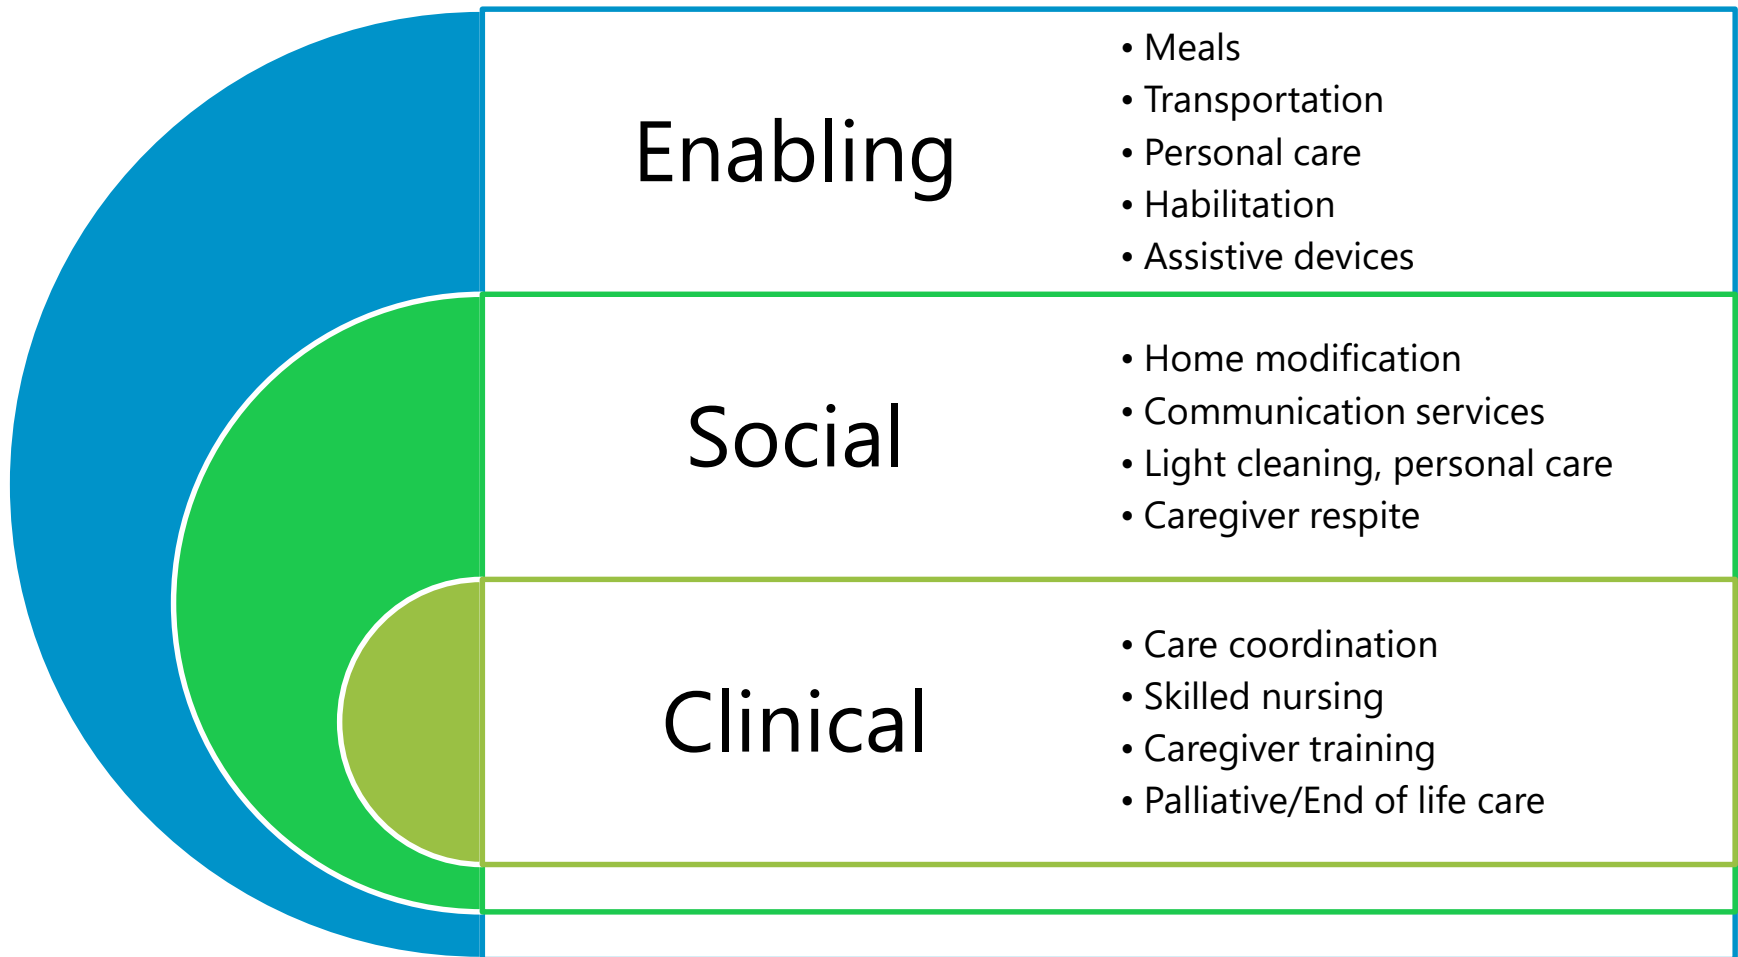 Enabling
• Meals
• Transportation
• Personal care
• Habilitation
• Assistive devices
Social
• Home modification
• Communication services
• Light cleaning, personal care
• Caregiver respite
Clinical
• Care coordination
• Skilled nursing
• Caregiver training
• Palliative/End of life care